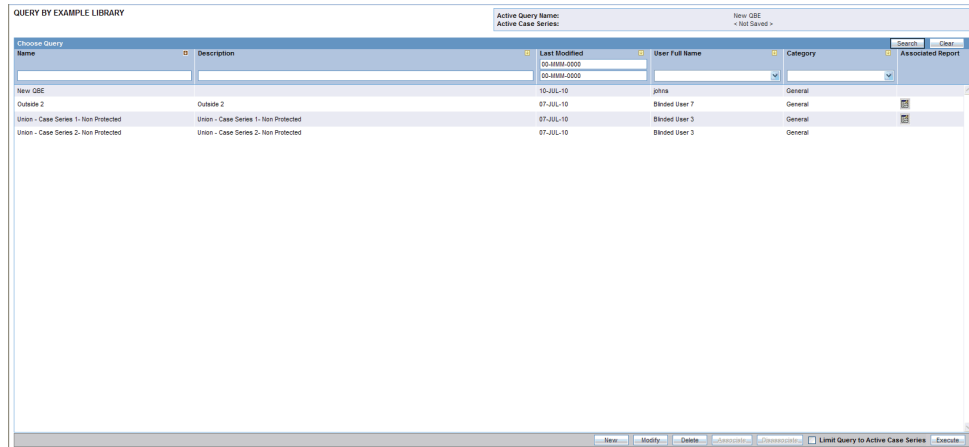 QUERY BY EXAMPLE LIBRARY
Active Query Name: New QBE
Active Case Series: < Not Saved >
Choose Query Search Clear
Name Description Last Modified User Full Name Category Associated Report
00-MMM-0000
00-MMM-0000
New QBE 10-JUL-10 johns General
Outside 2 Outside 2 07-JUL-10 Blinded User 7 General
Union - Case Series 1- Non Protected Union - Case Series 1- Non Protected 07-JUL-10 Blinded User 3 General
Union - Case Series 2- Non Protected Union - Case Series 2- Non Protected 07-JUL-10 Blinded User 3 General
New Modify Delete Associate Disassociate Limit Query to Active Case Series Execute